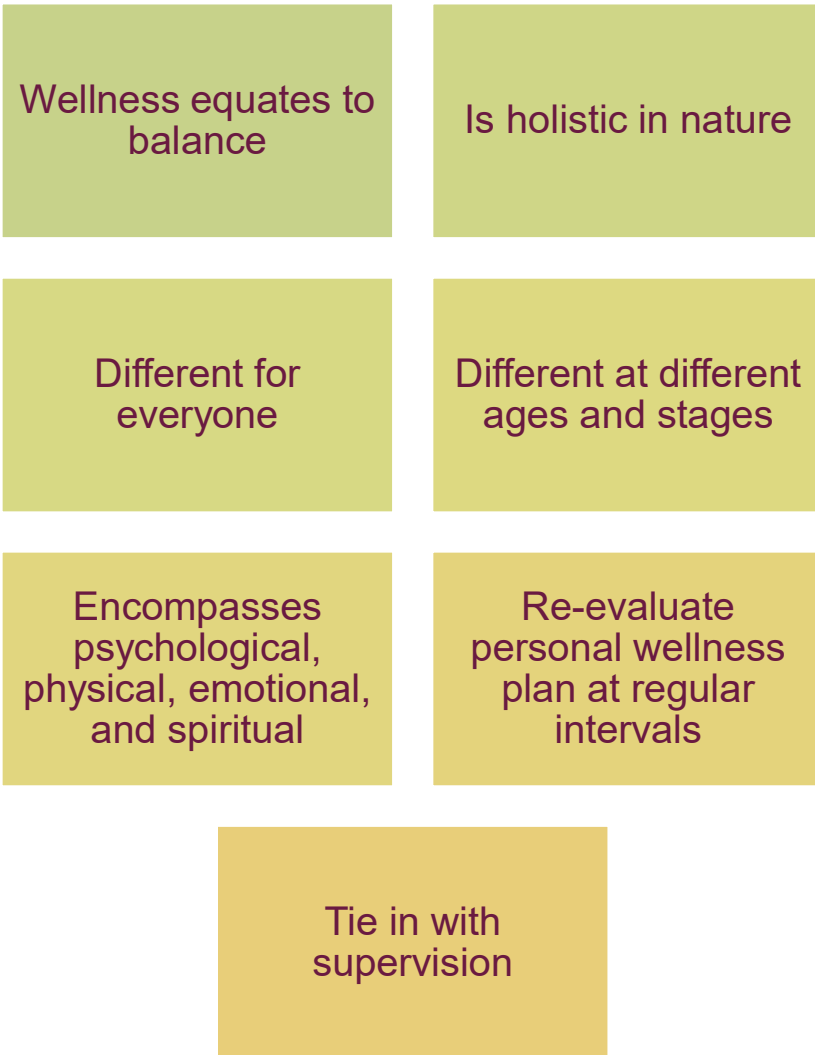 Wellness equates to
balance
Is holistic in nature
Different for
everyone
Different at different
ages and stages
Encompasses
psychological,
physical, emotional,
and spiritual
Re-evaluate
personal wellness
plan at regular
intervals
Tie in with
supervision